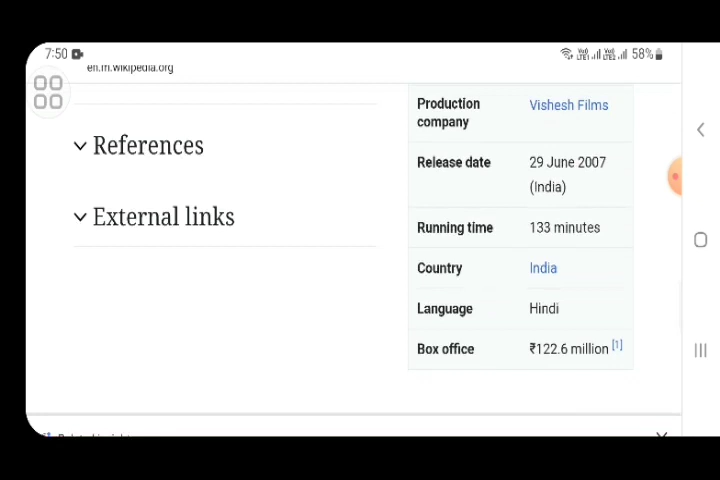 7:50
58%
en.m.wikipedia.org
Production company
Vishesh Films
References
Release date
29 June 2007
(India)
External links
Running time
133 minutes
Country
India
Language
Hindi
Box office
₹122.6 million [1]